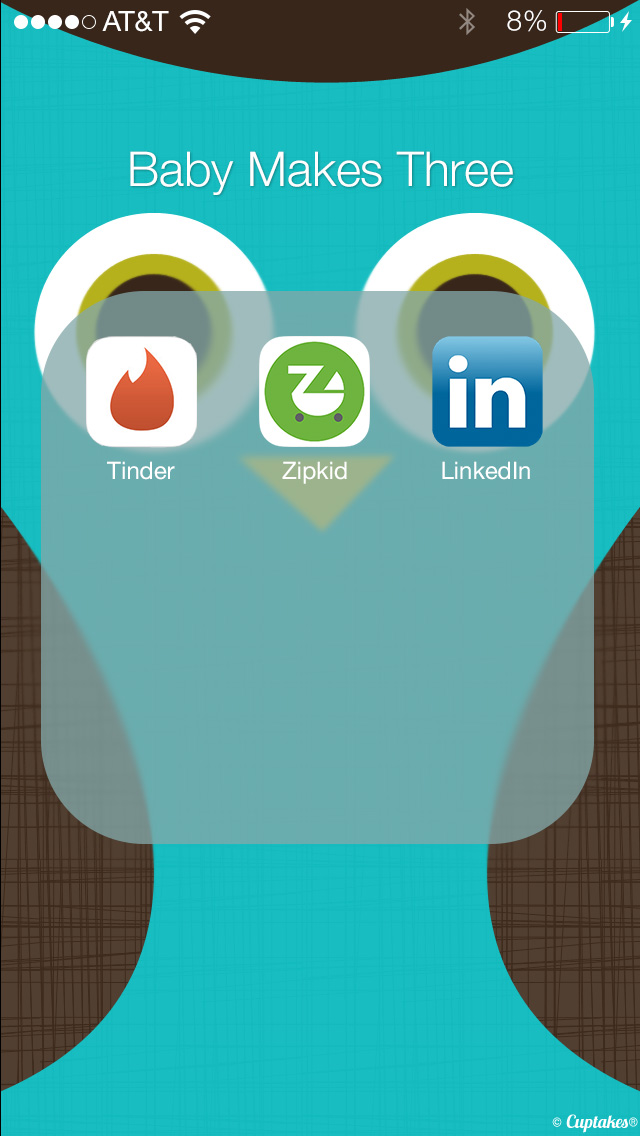 AT&T 8%
Baby Makes Three
in
Tinder Zipkid LinkedIn
© Cuptakes®